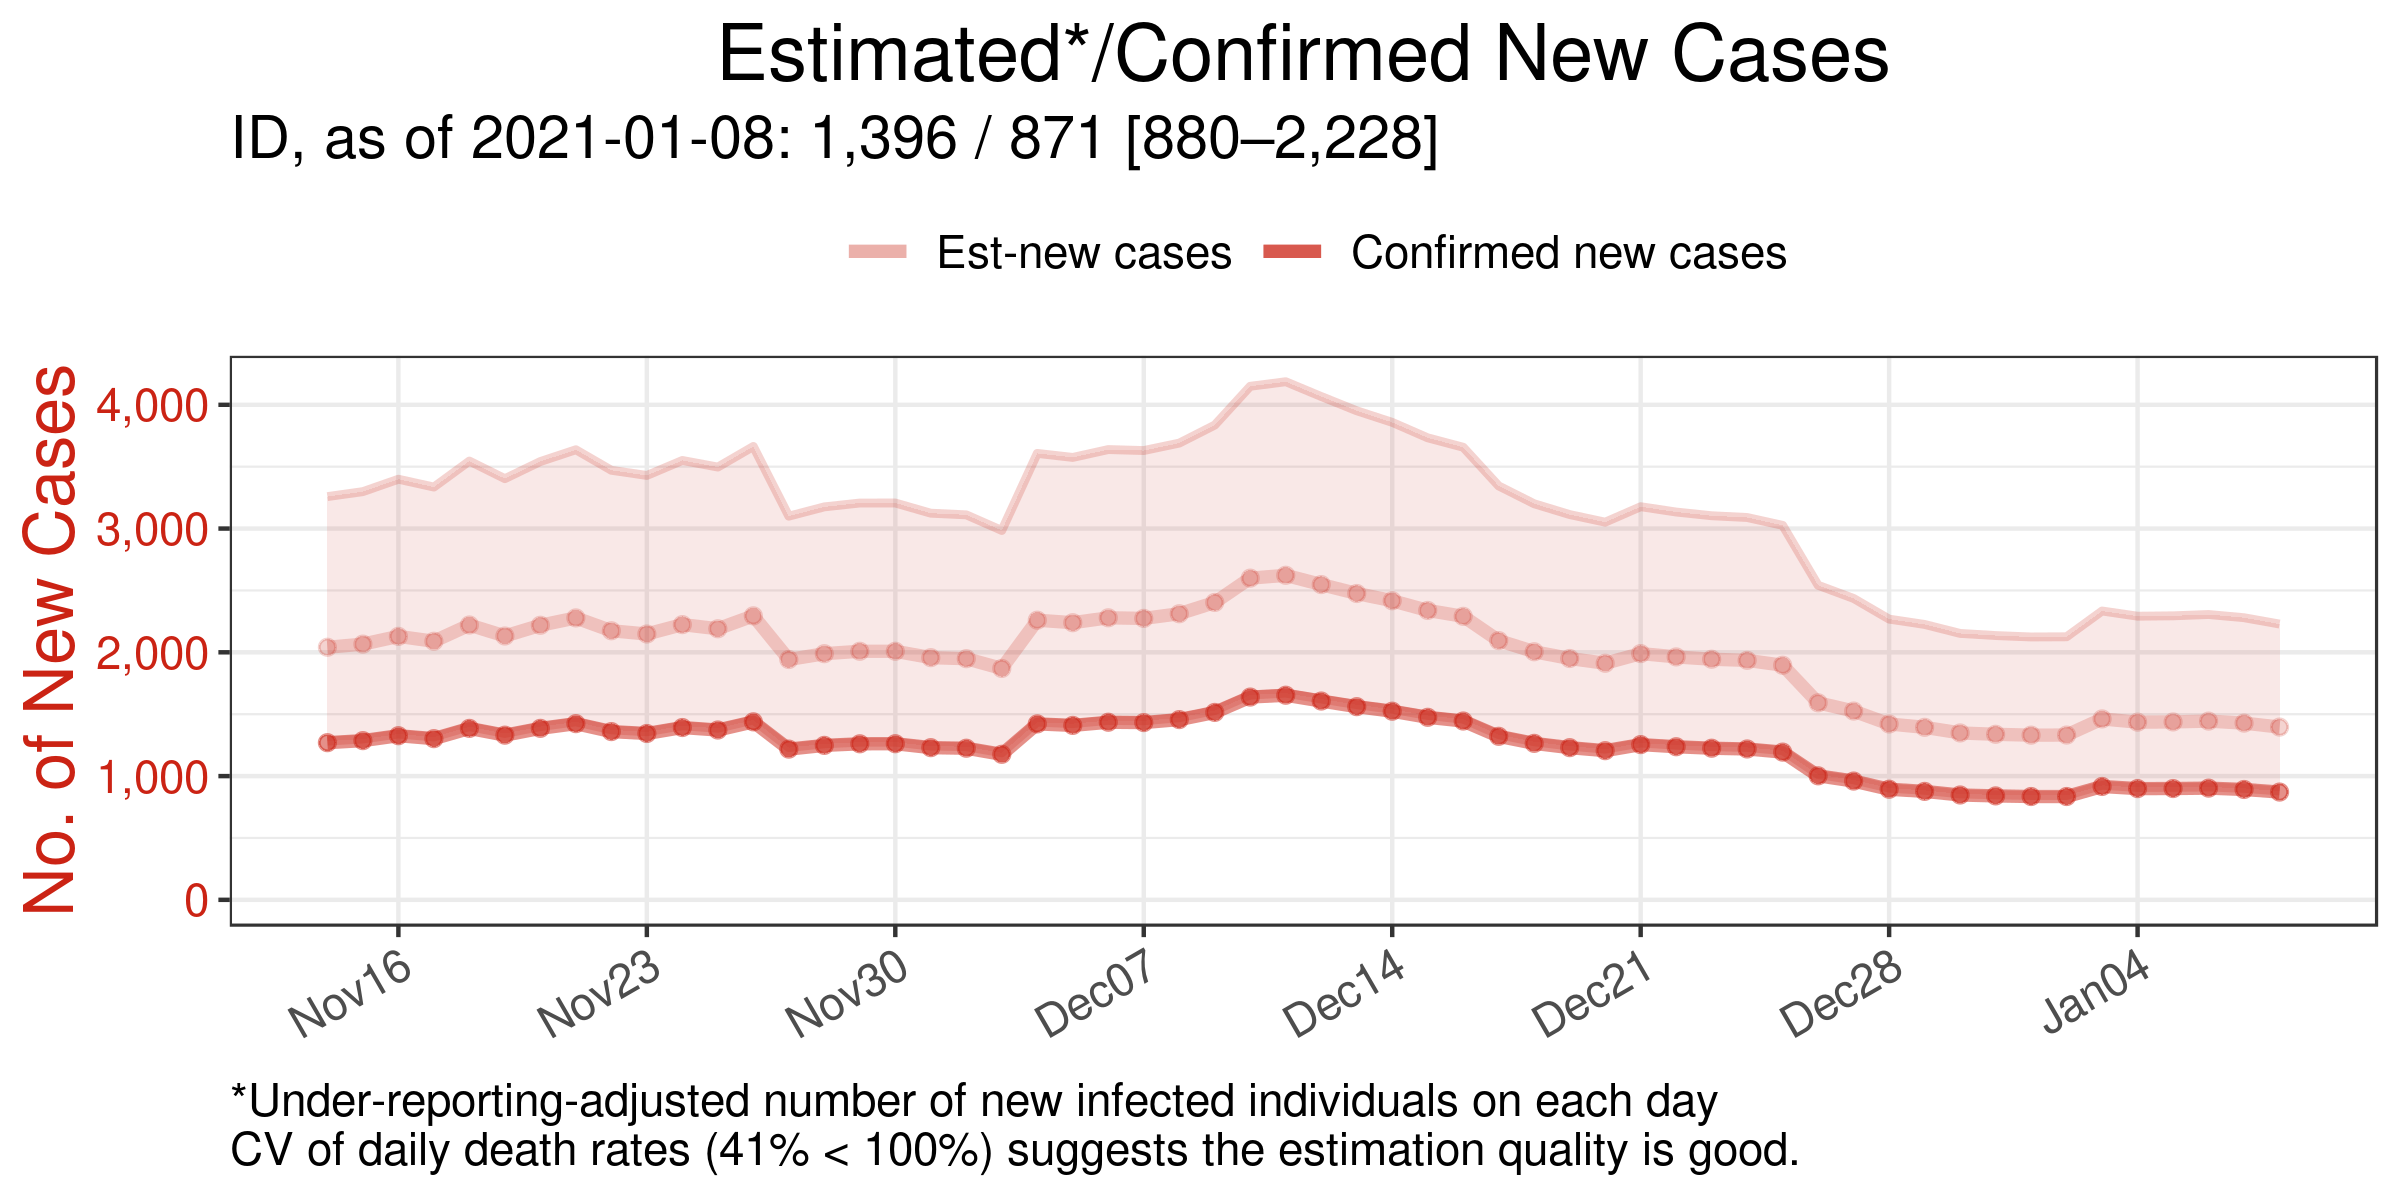 Estimated*/Confirmed New Cases
ID, as of 2021-01-08: 1,396 / 871 [880–2,228]
Est-new cases Confirmed new cases
No. of New Cases
4,000
3,000
2,000
1,000
0
Nov16 Nov23 Nov30 Dec07 Dec14 Dec21 Dec28 Jan04
*Under-reporting-adjusted number of new infected individuals on each day
CV of daily death rates (41% < 100%) suggests the estimation quality is good.